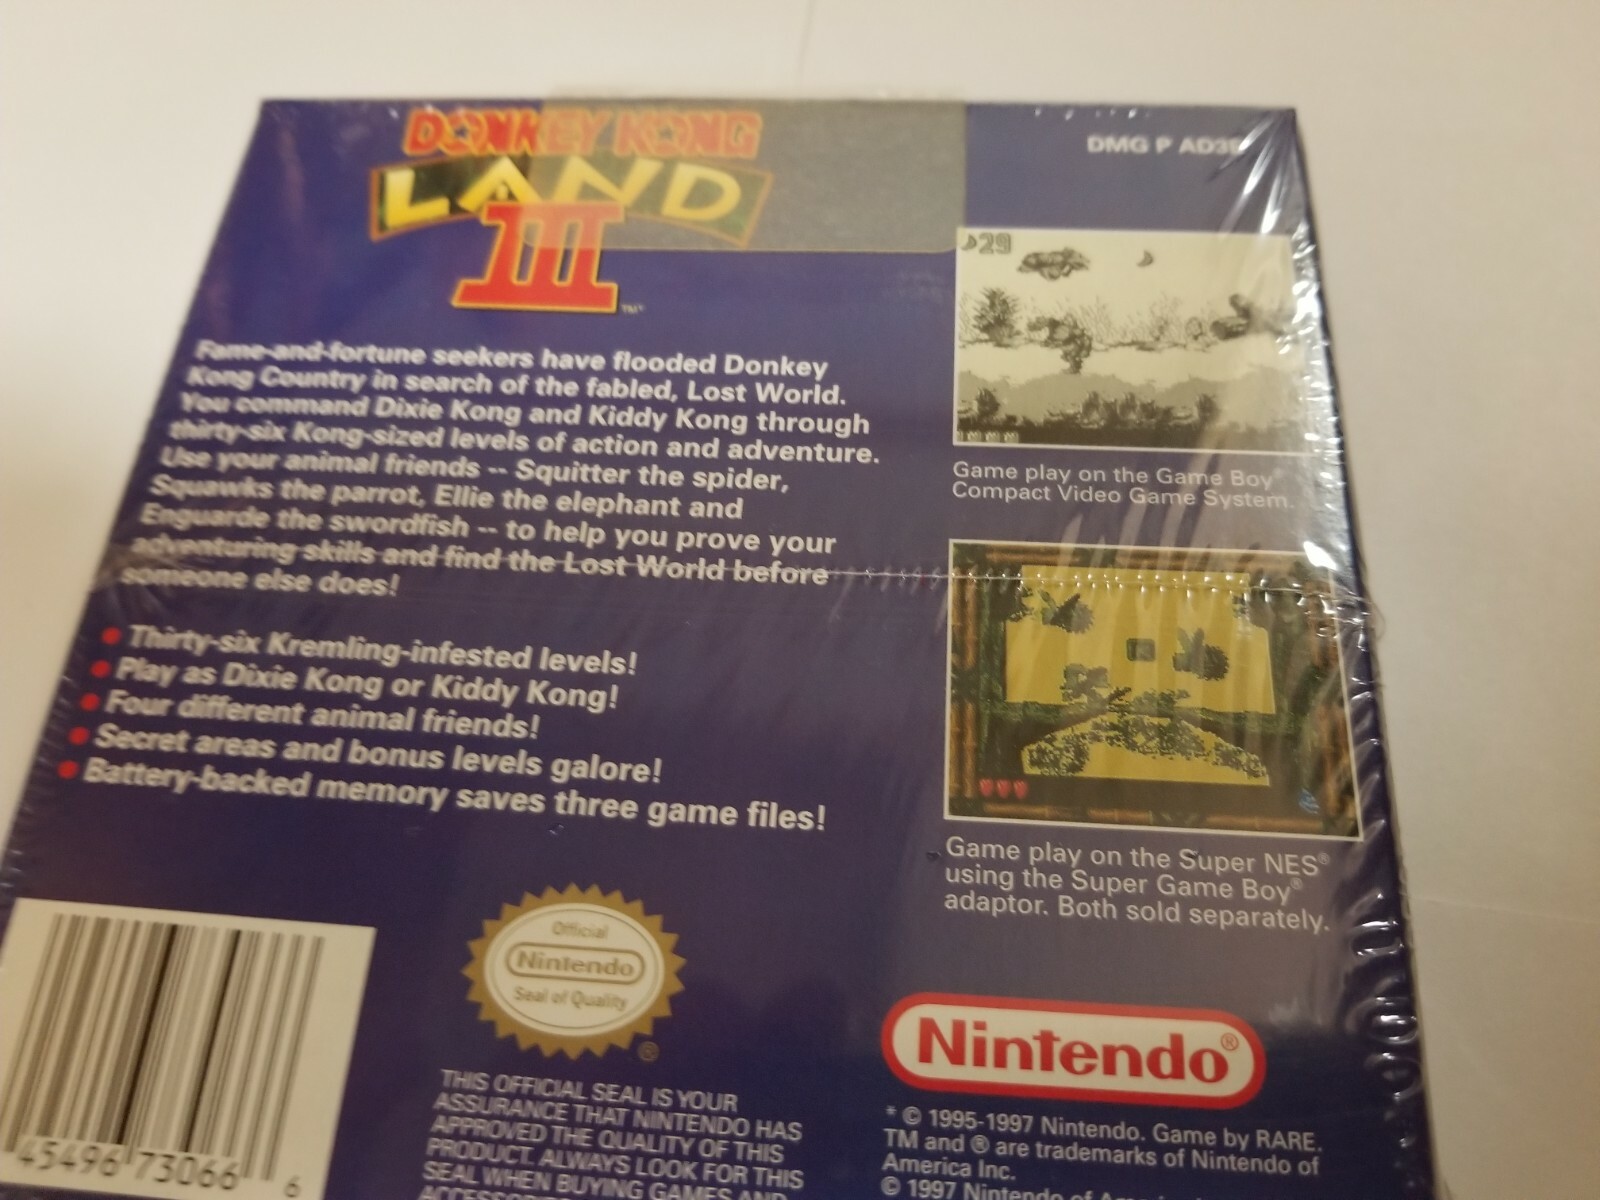 DONKEY KONG
LAND
III
TM
DMG P AD3
29
Fame-and-fortune seekers have flooded Donkey
Kong Country in search of the fabled, Lost World.
You command Dixie Kong and Kiddy Kong through
thirty-six Kong-sized levels of action and adventure.
Use your animal friends -- Squitter the spider,
Squawks the parrot, Ellie the elephant and
Enguarde the swordfish -- to help you prove your
adventuring skills and find the Lost World before
someone else does!
• Thirty-six Kremling-infested levels!
• Play as Dixie Kong or Kiddy Kong!
• Four different animal friends!
• Secret areas and bonus levels galore!
• Battery-backed memory saves three game files!
Game play on the Game Boy®
Compact Video Game System.
Game play on the Super NES®
using the Super Game Boy®
adaptor. Both sold separately.
45496 73066 6
Official
Nintendo
Seal of Quality
®
THIS OFFICIAL SEAL IS YOUR
ASSURANCE THAT NINTENDO HAS
APPROVED THE QUALITY OF THIS
PRODUCT. ALWAYS LOOK FOR THIS
SEAL WHEN BUYING GAMES AND
Nintendo®
* © 1995-1997 Nintendo. Game by RARE.
TM and ® are trademarks of Nintendo of
America Inc.
© 1997 Nintendo of